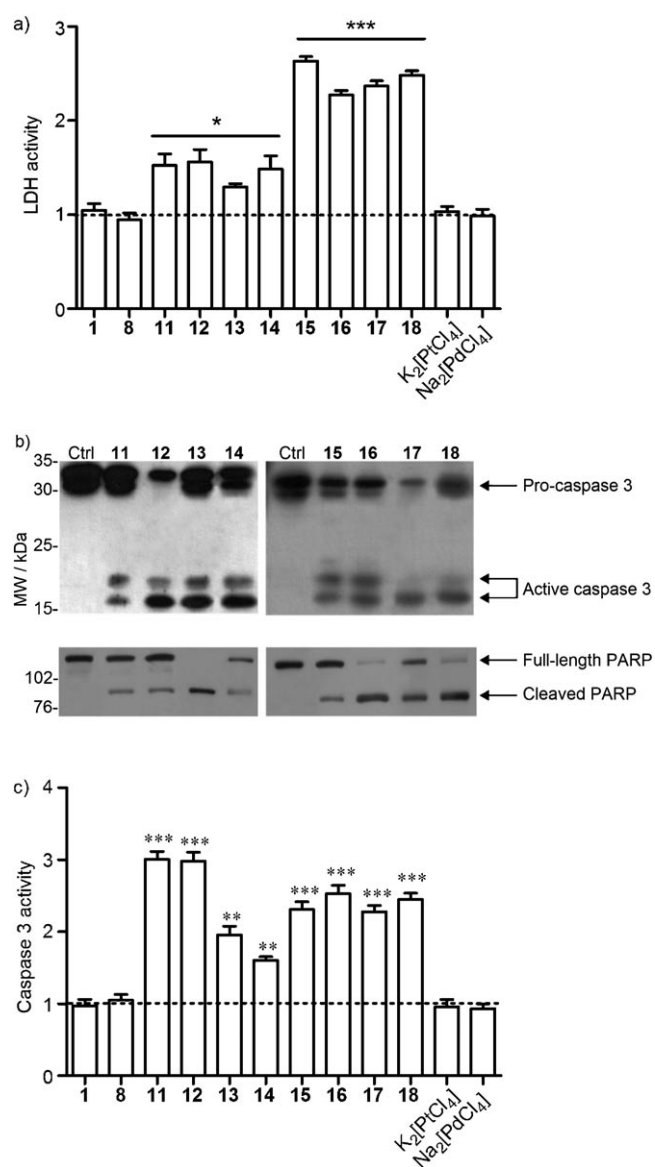 a)
LDH activity
3
2
1
0
*
***
1 8 11 12 13 14 15 16 17 18 K₂[PtCl₄] Na₂[PdCl₄]
b)
Ctrl 11 12 13 14 Ctrl 15 16 17 18
MW / kDa
35-
30-
25-
15-
Pro-caspase 3
Active caspase 3
102-
76-
Full-length PARP
Cleaved PARP
c)
Caspase 3 activity
4
3
2
1
0
*** *** ** ** *** *** *** ***
1 8 11 12 13 14 15 16 17 18 K₂[PtCl₄] Na₂[PdCl₄]